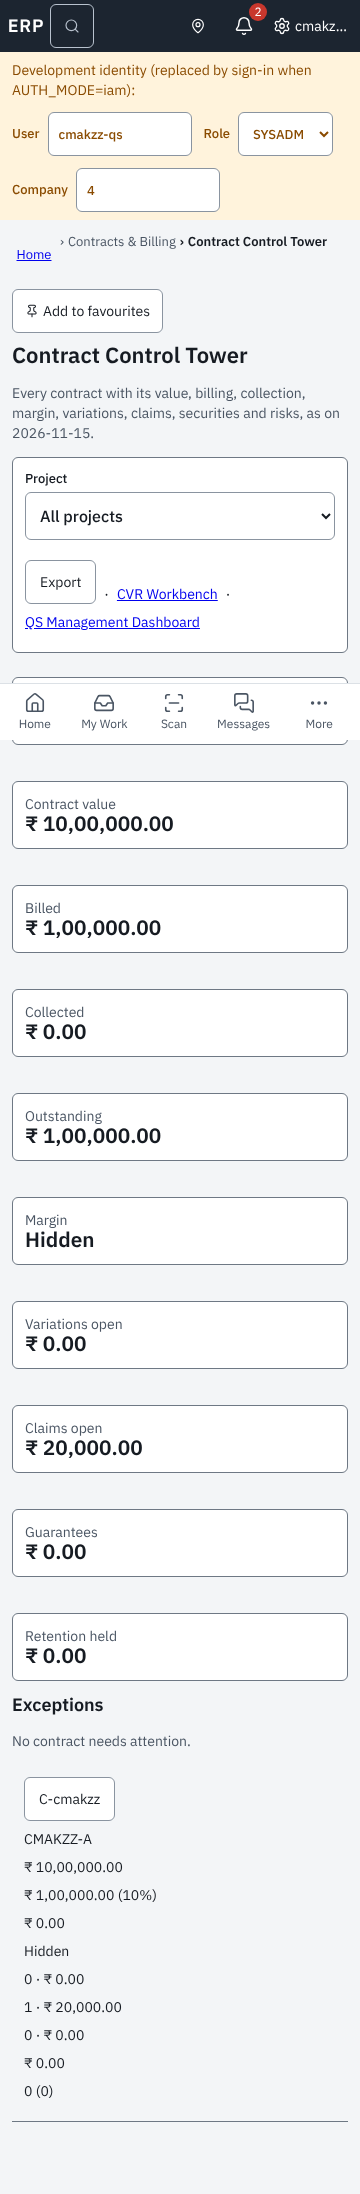 ERP
2
cmakz...
Development identity (replaced by sign-in when
AUTH_MODE=iam):
User cmakzz-qs Role SYSADM
Company 4
Home › Contracts & Billing › Contract Control Tower
Add to favourites
Contract Control Tower
Every contract with its value, billing, collection,
margin, variations, claims, securities and risks, as on
2026-11-15.
Project
All projects
Export · CVR Workbench ·
QS Management Dashboard
Home My Work Scan Messages More
Contract value
₹ 10,00,000.00
Billed
₹ 1,00,000.00
Collected
₹ 0.00
Outstanding
₹ 1,00,000.00
Margin
Hidden
Variations open
₹ 0.00
Claims open
₹ 20,000.00
Guarantees
₹ 0.00
Retention held
₹ 0.00
Exceptions
No contract needs attention.
C-cmakzz
CMAKZZ-A
₹ 10,00,000.00
₹ 1,00,000.00 (10%)
₹ 0.00
Hidden
0 · ₹ 0.00
1 · ₹ 20,000.00
0 · ₹ 0.00
₹ 0.00
0 (0)